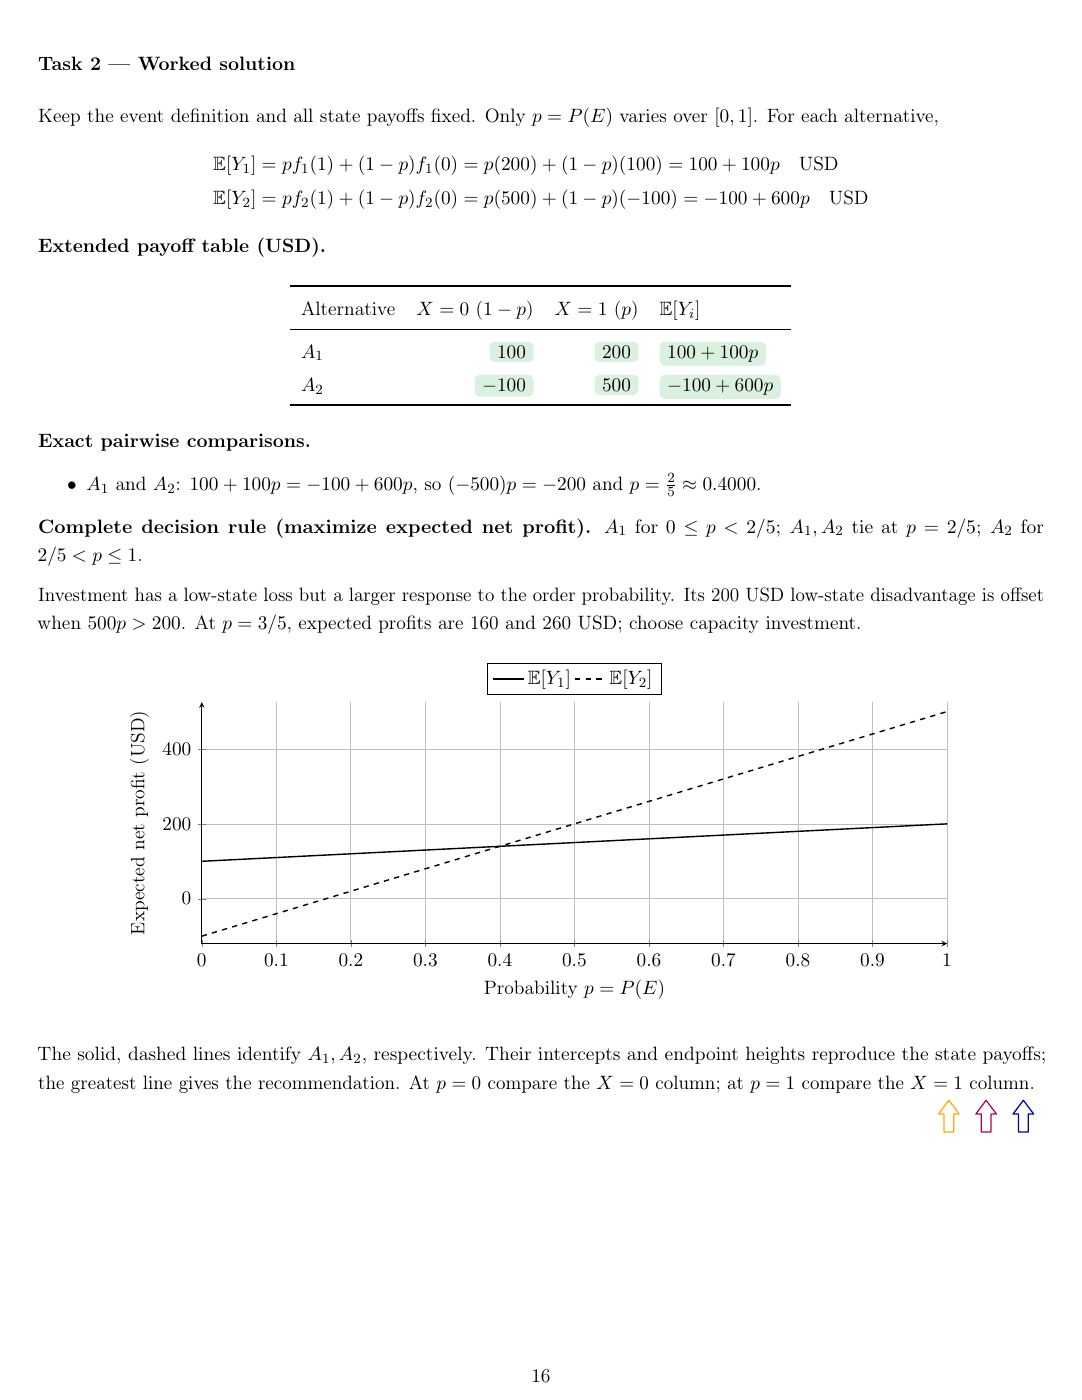 Task 2 — Worked solution
Keep the event definition and all state payoffs fixed. Only p = P(E) varies over [0, 1]. For each alternative,
𝔼[Y₁] = pf₁(1) + (1 − p)f₁(0) = p(200) + (1 − p)(100) = 100 + 100p USD
𝔼[Y₂] = pf₂(1) + (1 − p)f₂(0) = p(500) + (1 − p)(−100) = −100 + 600p USD
Extended payoff table (USD).
Alternative X = 0 (1 − p) X = 1 (p) 𝔼[Yᵢ]
A₁ 100 200 100 + 100p
A₂ −100 500 −100 + 600p
Exact pairwise comparisons.
• A₁ and A₂: 100 + 100p = −100 + 600p, so (−500)p = −200 and p = 2/5 ≈ 0.4000.
Complete decision rule (maximize expected net profit). A₁ for 0 ≤ p < 2/5; A₁, A₂ tie at p = 2/5; A₂ for
2/5 < p ≤ 1.
Investment has a low-state loss but a larger response to the order probability. Its 200 USD low-state disadvantage is offset
when 500p > 200. At p = 3/5, expected profits are 160 and 260 USD; choose capacity investment.
𝔼[Y₁] 𝔼[Y₂]
Expected net profit (USD)
400
200
0
0 0.1 0.2 0.3 0.4 0.5 0.6 0.7 0.8 0.9 1
Probability p = P(E)
The solid, dashed lines identify A₁, A₂, respectively. Their intercepts and endpoint heights reproduce the state payoffs;
the greatest line gives the recommendation. At p = 0 compare the X = 0 column; at p = 1 compare the X = 1 column.
16